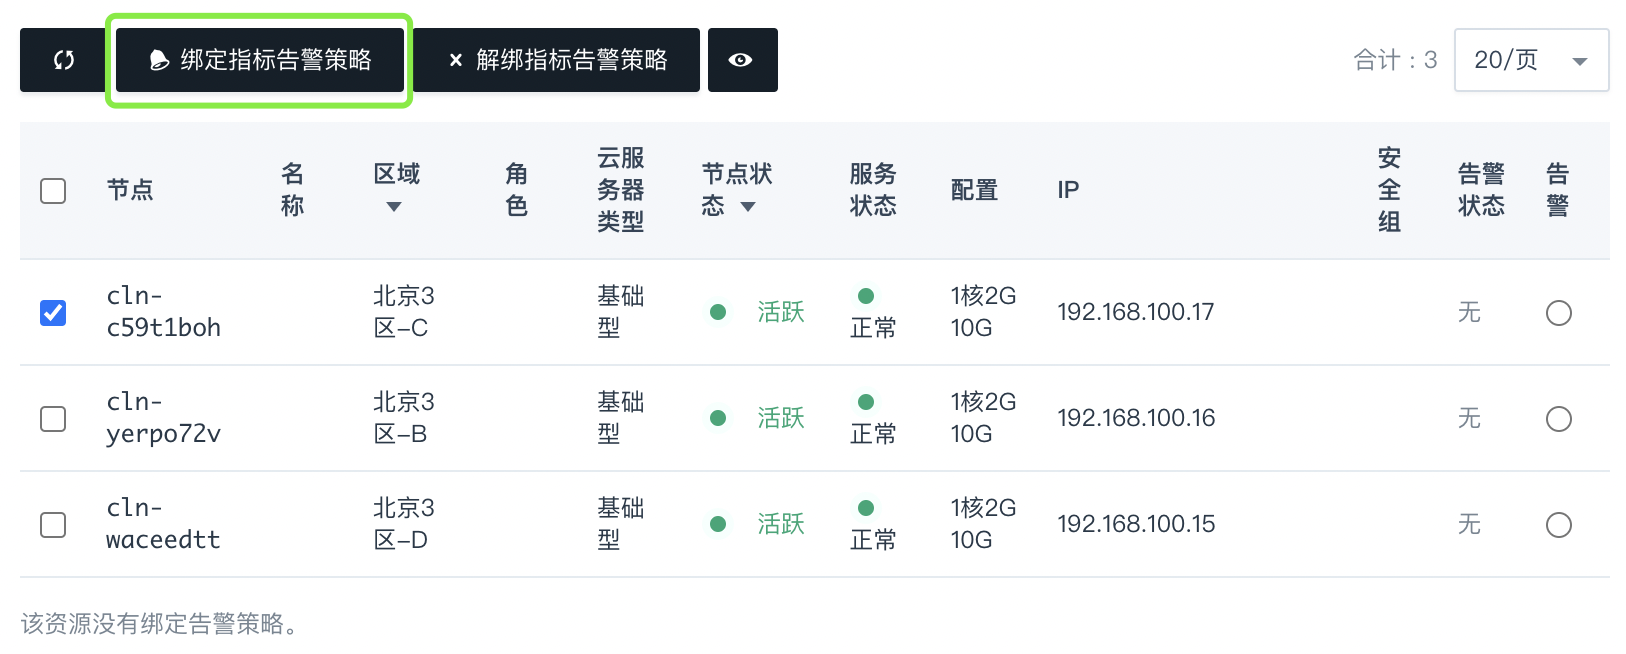 绑定指标告警策略 × 解绑指标告警策略 合计：3 20/页
节点 名称 区域 角色 云服务器类型 节点状态 服务状态 配置 IP 安全组 告警状态 告警
cln-c59t1boh 北京3区-C 基础型 活跃 正常 1核2G 10G 192.168.100.17 无
cln-yerpo72v 北京3区-B 基础型 活跃 正常 1核2G 10G 192.168.100.16 无
cln-waceedtt 北京3区-D 基础型 活跃 正常 1核2G 10G 192.168.100.15 无
该资源没有绑定告警策略。